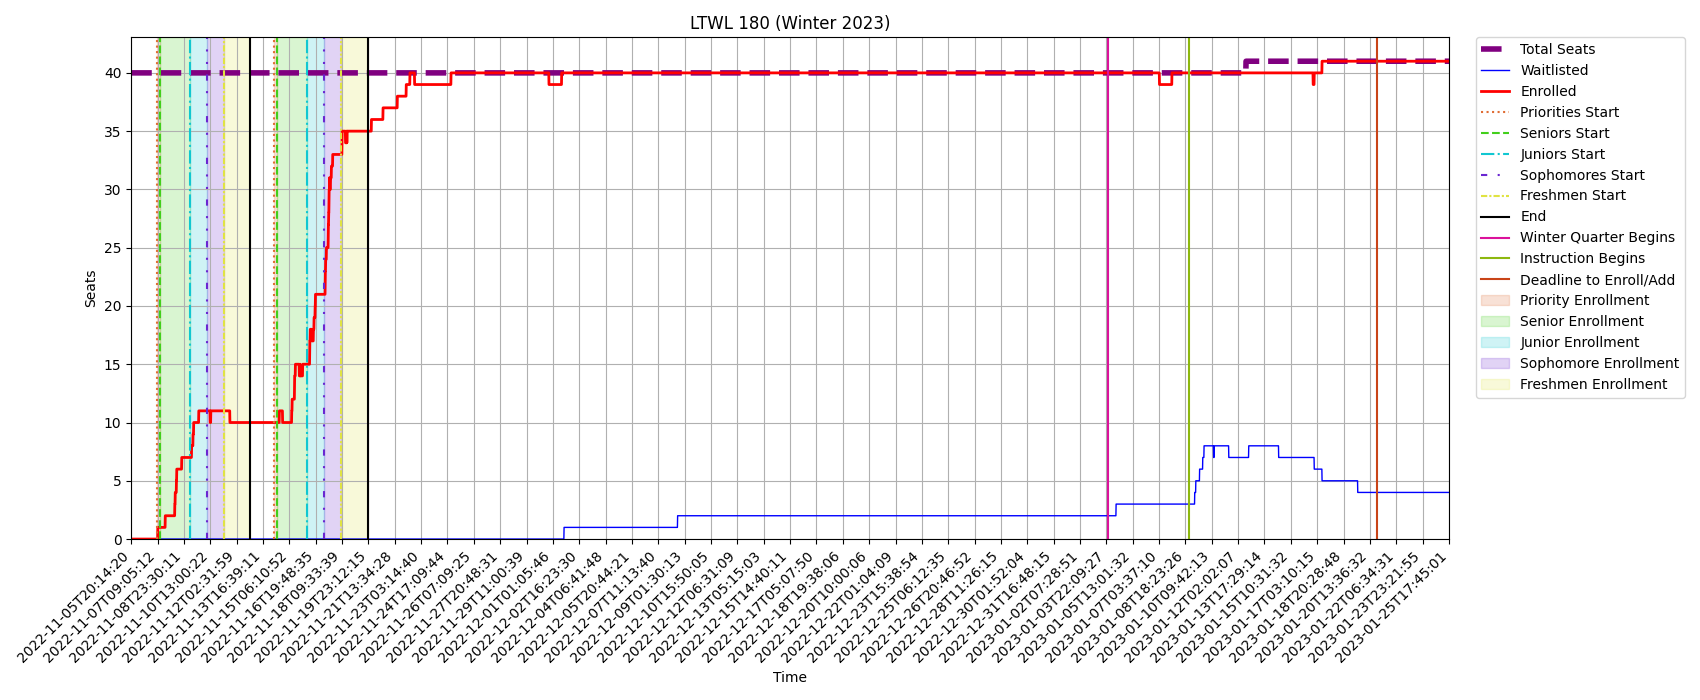 LTWL 180 (Winter 2023)
Total Seats
Waitlisted
Enrolled
Priorities Start
Seniors Start
Juniors Start
Sophomores Start
Freshmen Start
End
Winter Quarter Begins
Instruction Begins
Deadline to Enroll/Add
Priority Enrollment
Senior Enrollment
Junior Enrollment
Sophomore Enrollment
Freshmen Enrollment
Seats
40
35
30
25
20
15
10
5
0
2022-11-05T20:14:20
2022-11-07T09:05:12
2022-11-08T23:30:11
2022-11-10T13:00:22
2022-11-12T02:31:59
2022-11-13T16:39:11
2022-11-15T06:10:52
2022-11-16T19:48:35
2022-11-18T09:33:39
2022-11-19T23:12:15
2022-11-21T13:34:28
2022-11-23T03:14:40
2022-11-24T17:09:44
2022-11-26T07:09:25
2022-11-27T20:48:31
2022-11-29T11:00:39
2022-12-01T01:05:46
2022-12-02T16:23:30
2022-12-04T06:41:48
2022-12-05T20:44:21
2022-12-07T11:13:40
2022-12-09T01:30:13
2022-12-10T15:50:05
2022-12-12T06:31:09
2022-12-13T05:15:03
2022-12-15T14:40:11
2022-12-17T05:07:50
2022-12-18T19:38:06
2022-12-20T10:00:06
2022-12-22T01:04:09
2022-12-23T15:38:54
2022-12-25T06:12:35
2022-12-26T20:46:52
2022-12-28T11:26:15
2022-12-30T01:52:04
2022-12-31T16:48:15
2023-01-02T07:28:51
2023-01-03T22:09:27
2023-01-05T13:01:32
2023-01-07T03:37:10
2023-01-08T18:23:26
2023-01-10T09:42:13
2023-01-12T02:02:07
2023-01-13T17:29:14
2023-01-15T10:31:32
2023-01-17T03:10:15
2023-01-18T20:28:48
2023-01-20T13:36:32
2023-01-22T06:34:31
2023-01-23T23:21:55
2023-01-25T17:45:01
Time